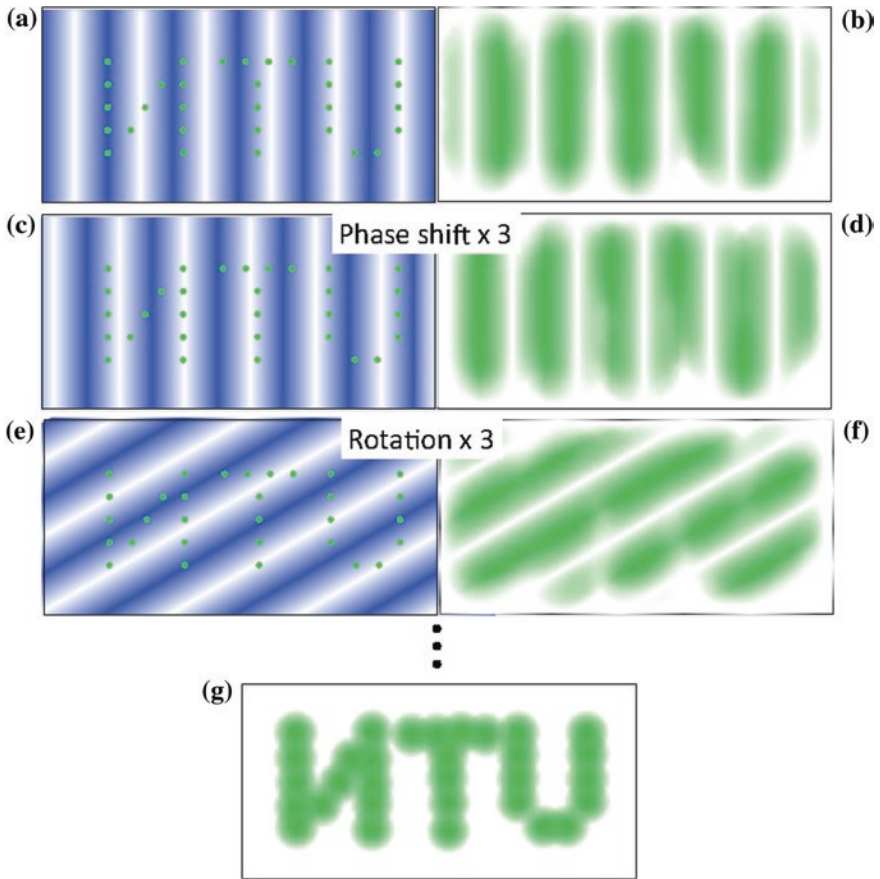 (a) (b)
(c) Phase shift x 3 (d)
(e) Rotation x 3 (f)
(g)
ИTU